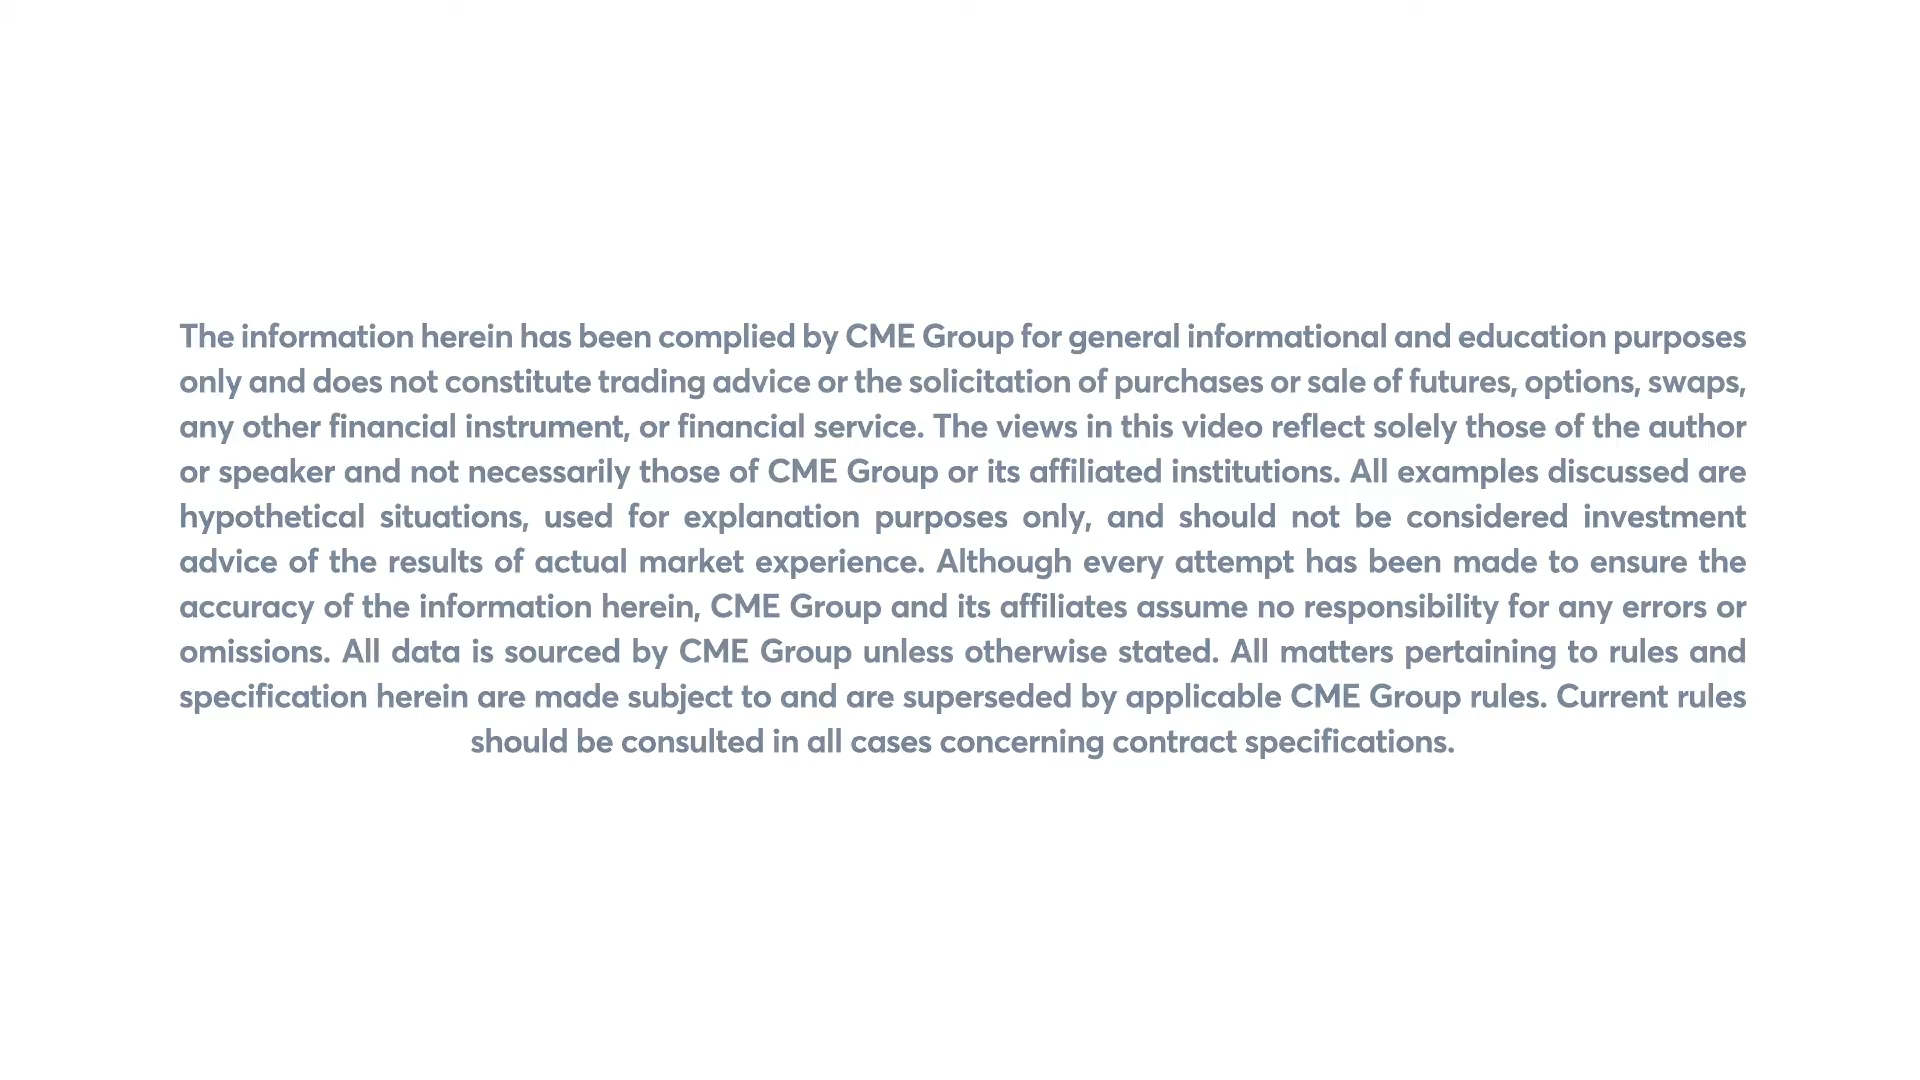 The information herein has been complied by CME Group for general informational and education purposes
only and does not constitute trading advice or the solicitation of purchases or sale of futures, options, swaps,
any other financial instrument, or financial service. The views in this video reflect solely those of the author
or speaker and not necessarily those of CME Group or its affiliated institutions. All examples discussed are
hypothetical situations, used for explanation purposes only, and should not be considered investment
advice of the results of actual market experience. Although every attempt has been made to ensure the
accuracy of the information herein, CME Group and its affiliates assume no responsibility for any errors or
omissions. All data is sourced by CME Group unless otherwise stated. All matters pertaining to rules and
specification herein are made subject to and are superseded by applicable CME Group rules. Current rules
should be consulted in all cases concerning contract specifications.